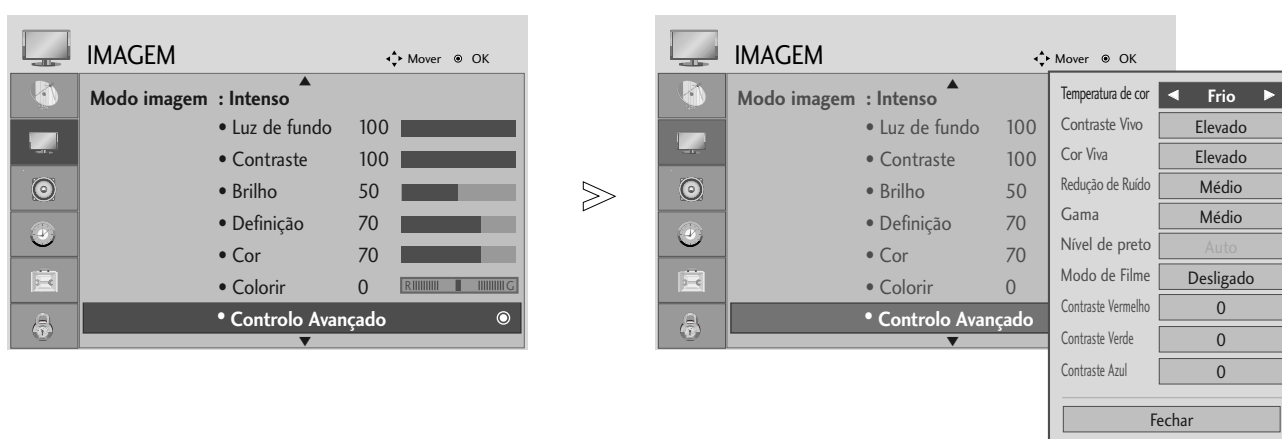 IMAGEM
Mover OK
Modo imagem : Intenso
• Luz de fundo 100
• Contraste 100
• Brilho 50
• Definição 70
• Cor 70
• Colorir 0 R G
• Controlo Avançado
IMAGEM
Mover OK
Modo imagem : Intenso
• Luz de fundo 100
• Contraste 100
• Brilho 50
• Definição 70
• Cor 70
• Colorir 0
• Controlo Avançado
Temperatura de cor ◄ Frio ►
Contraste Vivo Elevado
Cor Viva Elevado
Redução de Ruído Médio
Gama Médio
Nível de preto Auto
Modo de Filme Desligado
Contraste Vermelho 0
Contraste Verde 0
Contraste Azul 0
Fechar